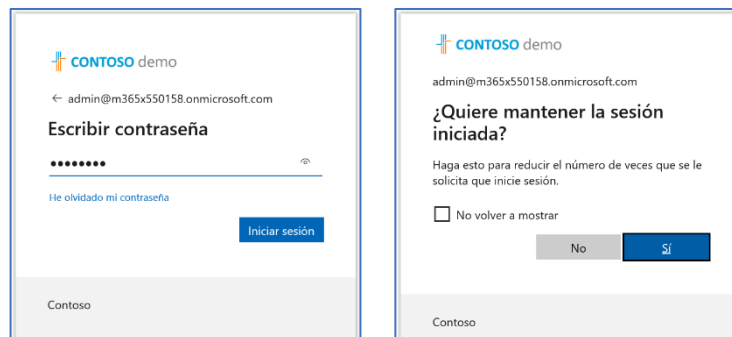 CONTOSO demo
← admin@m365x550158.onmicrosoft.com
Escribir contraseña
••••••••
He olvidado mi contraseña
Iniciar sesión
Contoso
CONTOSO demo
admin@m365x550158.onmicrosoft.com
¿Quiere mantener la sesión
iniciada?
Haga esto para reducir el número de veces que se le
solicita que inicie sesión.
No volver a mostrar
No
Sí
Contoso